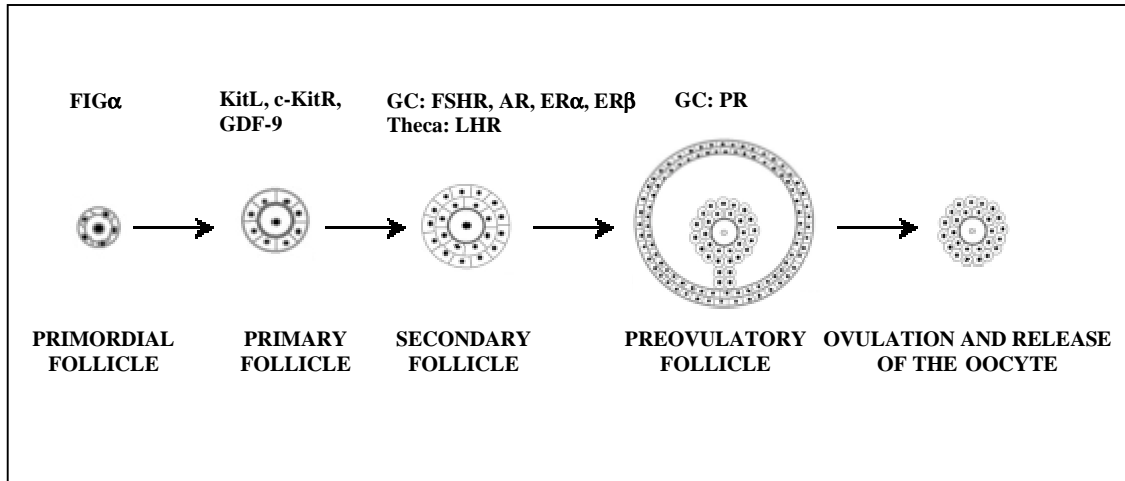 FIGα
KitL, c-KitR,
GDF-9
GC: FSHR, AR, ERα, ERβ
Theca: LHR
GC: PR
PRIMORDIAL
FOLLICLE
PRIMARY
FOLLICLE
SECONDARY
FOLLICLE
PREOVULATORY
FOLLICLE
OVULATION AND RELEASE
OF THE OOCYTE